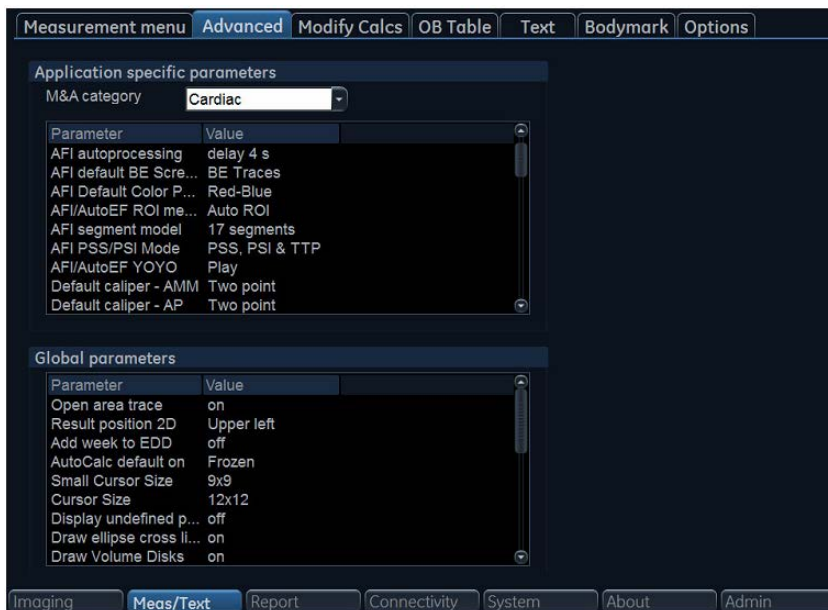 Measurement menu Advanced Modify Calcs OB Table Text Bodymark Options
Application specific parameters
M&A category Cardiac
Parameter Value
AFI autoprocessing delay 4 s
AFI default BE Scre... BE Traces
AFI Default Color P... Red-Blue
AFI/AutoEF ROI me... Auto ROI
AFI segment model 17 segments
AFI PSS/PSI Mode PSS, PSI & TTP
AFI/AutoEF YOYO Play
Default caliper - AMM Two point
Default caliper - AP Two point
Global parameters
Parameter Value
Open area trace on
Result position 2D Upper left
Add week to EDD off
AutoCalc default on Frozen
Small Cursor Size 9x9
Cursor Size 12x12
Display undefined p... off
Draw ellipse cross li... on
Draw Volume Disks on
Imaging Meas/Text Report Connectivity System About Admin